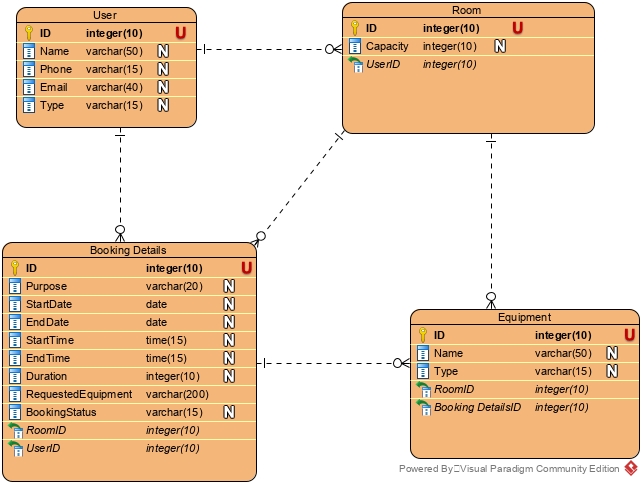 User
ID integer(10) U
Name varchar(50) N
Phone varchar(15) N
Email varchar(40) N
Type varchar(15) N
Room
ID integer(10) U
Capacity integer(10) N
UserID integer(10)
Booking Details
ID integer(10) U
Purpose varchar(20) N
StartDate date N
EndDate date N
StartTime time(15) N
EndTime time(15) N
Duration integer(10) N
RequestedEquipment varchar(200)
BookingStatus varchar(15) N
RoomID integer(10)
UserID integer(10)
Equipment
ID integer(10) U
Name varchar(50) N
Type varchar(15) N
RoomID integer(10)
Booking DetailsID integer(10)
Powered By Visual Paradigm Community Edition